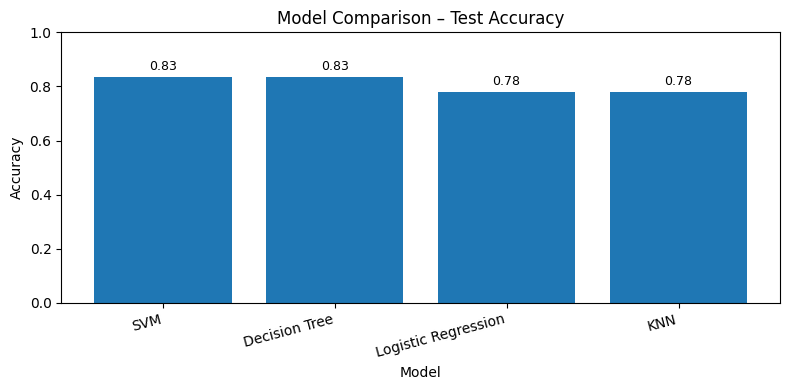 Model Comparison – Test Accuracy
1.0
0.8
0.6
0.4
0.2
0.0
Accuracy
0.83
0.83
0.78
0.78
SVM
Decision Tree
Logistic Regression
KNN
Model